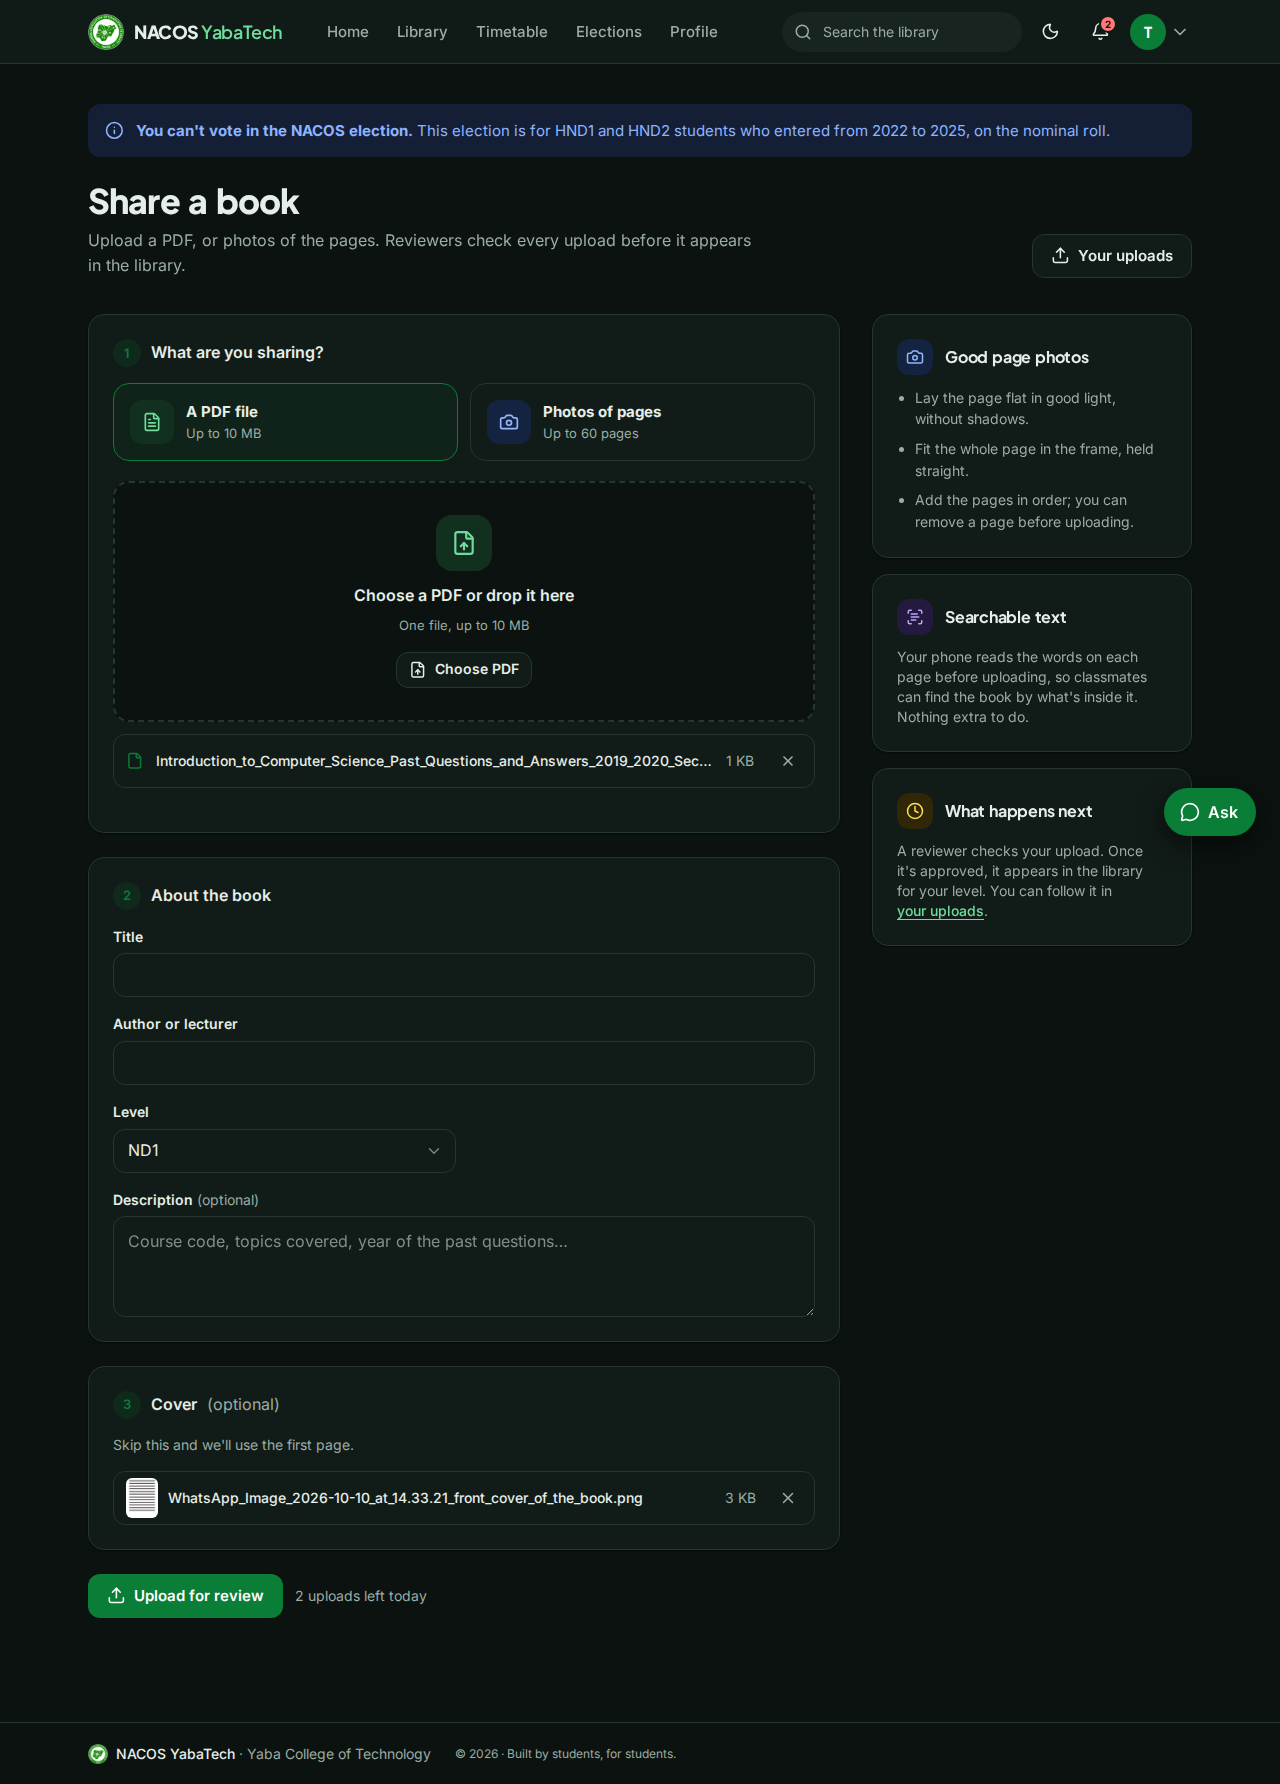 NACOS YabaTech
Home
Library
Timetable
Elections
Profile
Search the library
2
T
You can't vote in the NACOS election. This election is for HND1 and HND2 students who entered from 2022 to 2025, on the nominal roll.
Share a book
Upload a PDF, or photos of the pages. Reviewers check every upload before it appears
in the library.
Your uploads
1
What are you sharing?
A PDF file
Up to 10 MB
Photos of pages
Up to 60 pages
Choose a PDF or drop it here
One file, up to 10 MB
Choose PDF
Introduction_to_Computer_Science_Past_Questions_and_Answers_2019_2020_Sec...
1 KB
2
About the book
Title
Author or lecturer
Level
ND1
Description (optional)
Course code, topics covered, year of the past questions...
3
Cover (optional)
Skip this and we'll use the first page.
WhatsApp_Image_2026-10-10_at_14.33.21_front_cover_of_the_book.png
3 KB
Upload for review
2 uploads left today
Good page photos
Lay the page flat in good light,
without shadows.
Fit the whole page in the frame, held
straight.
Add the pages in order; you can
remove a page before uploading.
Searchable text
Your phone reads the words on each
page before uploading, so classmates
can find the book by what's inside it.
Nothing extra to do.
What happens next
A reviewer checks your upload. Once
it's approved, it appears in the library
for your level. You can follow it in
your uploads.
Ask
NACOS YabaTech · Yaba College of Technology
© 2026 · Built by students, for students.